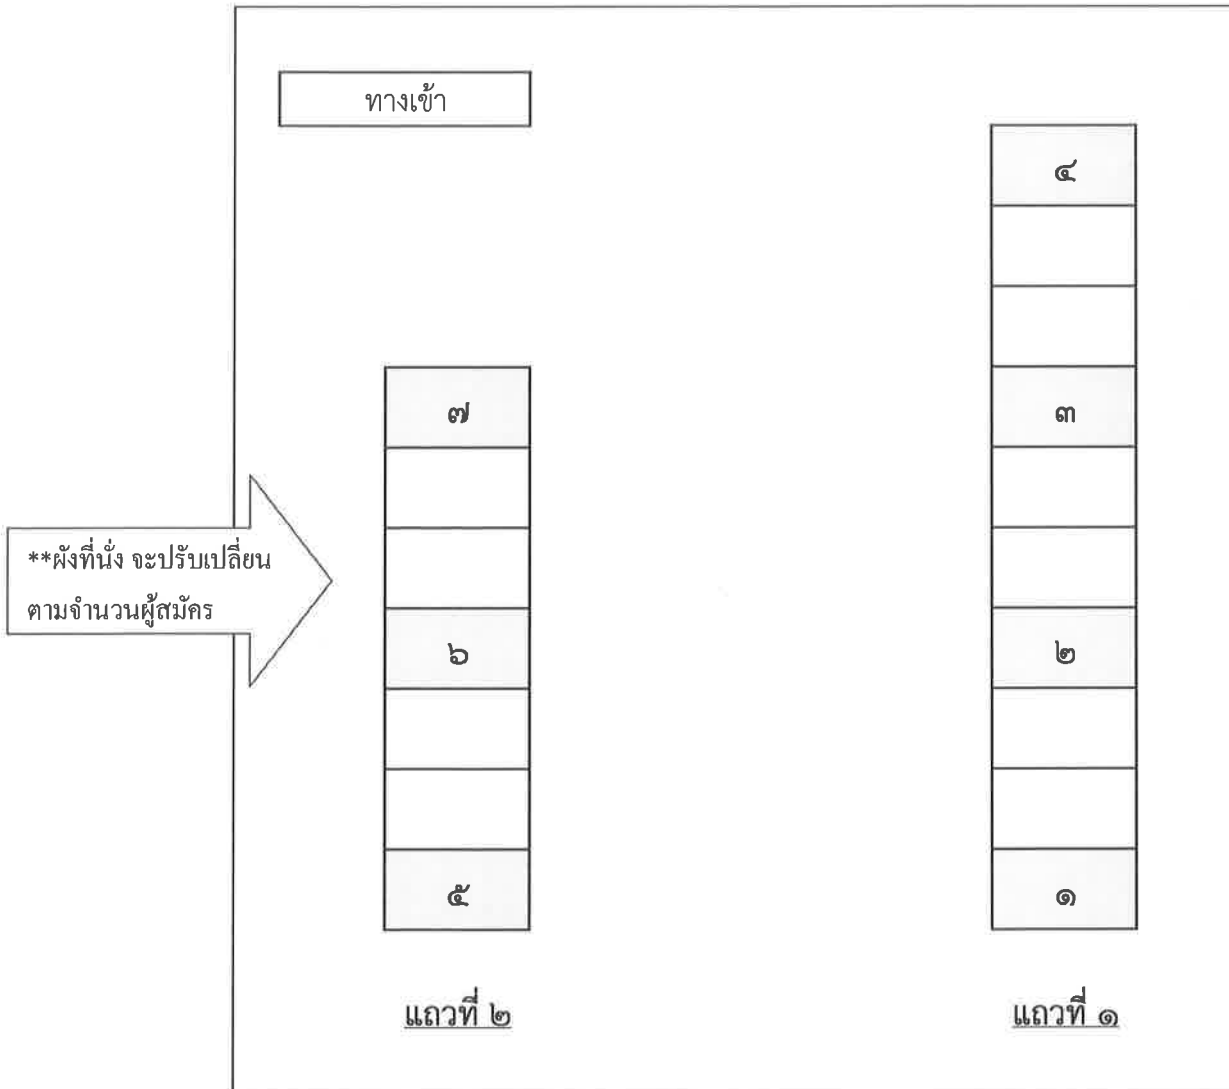 ทางเข้า
๔
๗
๓
**ผังที่นั่ง จะปรับเปลี่ยน
ตามจำนวนผู้สมัคร
๖
๒
๕
๑
แถวที่ ๒
แถวที่ ๑